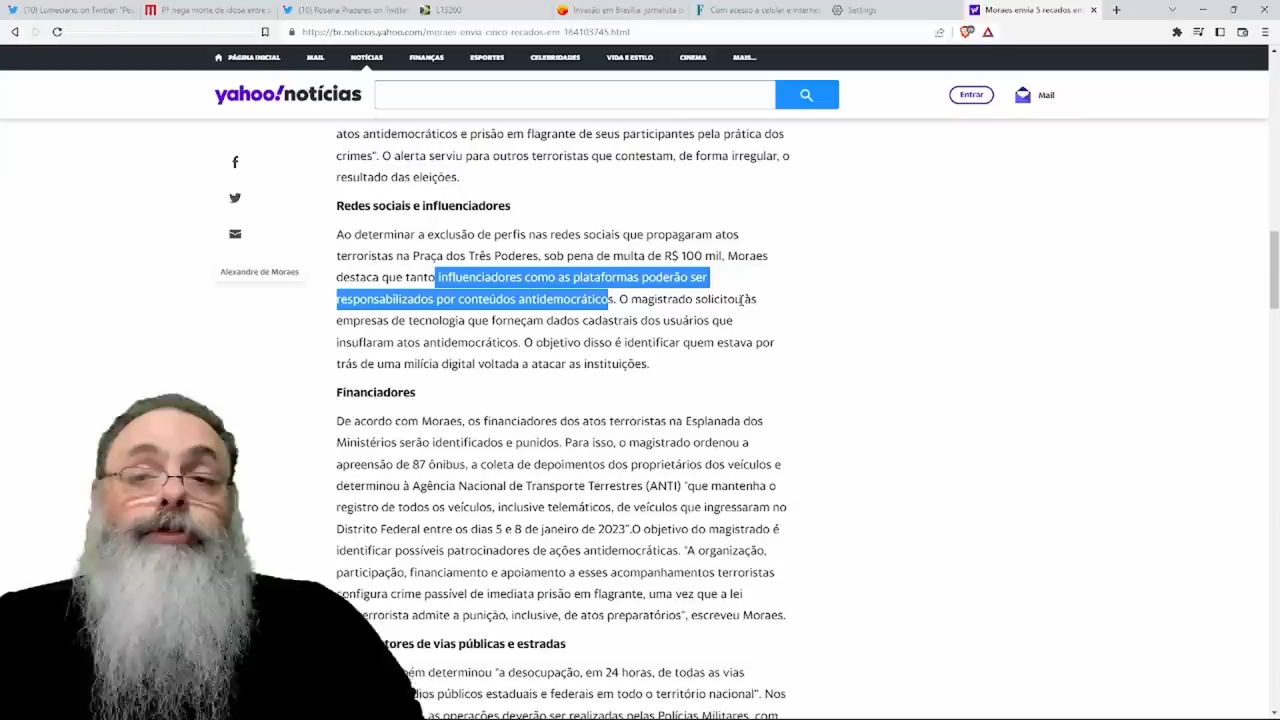 (10) Lumeciano on Twitter: "Pes
PF nega morte de idosa entre d
(10) Rosana Prazeres on Twitter
L15200
Invasão em Brasília: jornalista d
Com acesso a celular e internet
Settings
Moraes envia 5 recados em
https://br.noticias.yahoo.com/moraes-envia-cinco-recados-em-164103745.html
PÁGINA INICIAL MAIL NOTÍCIAS FINANÇAS ESPORTES CELEBRIDADES VIDA E ESTILO CINEMA MAIS...
yahoo!notícias
Entrar
Mail
atos antidemocráticos e prisão em flagrante de seus participantes pela prática dos
crimes". O alerta serviu para outros terroristas que contestam, de forma irregular, o
resultado das eleições.
Redes sociais e influenciadores
Ao determinar a exclusão de perfis nas redes sociais que propagaram atos
terroristas na Praça dos Três Poderes, sob pena de multa de R$ 100 mil, Moraes
destaca que tanto influenciadores como as plataformas poderão ser
responsabilizados por conteúdos antidemocráticos. O magistrado solicitou às
empresas de tecnologia que forneçam dados cadastrais dos usuários que
insuflaram atos antidemocráticos. O objetivo disso é identificar quem estava por
trás de uma milícia digital voltada a atacar as instituições.
Alexandre de Moraes
Financiadores
De acordo com Moraes, os financiadores dos atos terroristas na Esplanada dos
Ministérios serão identificados e punidos. Para isso, o magistrado ordenou a
apreensão de 87 ônibus, a coleta de depoimentos dos proprietários dos veículos e
determinou à Agência Nacional de Transporte Terrestres (ANTI) "que mantenha o
registro de todos os veículos, inclusive telemáticos, de veículos que ingressaram no
Distrito Federal entre os dias 5 e 8 de janeiro de 2023".O objetivo do magistrado é
identificar possíveis patrocinadores de ações antidemocráticas. "A organização,
participação, financiamento e apoiamento a esses acompanhamentos terroristas
configura crime passível de imediata prisão em flagrante, uma vez que a lei
errorista admite a punição, inclusive, de atos preparatórios", escreveu Moraes.
tores de vias públicas e estradas
bém determinou "a desocupação, em 24 horas, de todas as vias
dios públicos estaduais e federais em todo o território nacional". Nos
as operações deverão ser realizadas pelas Polícias Militares, com